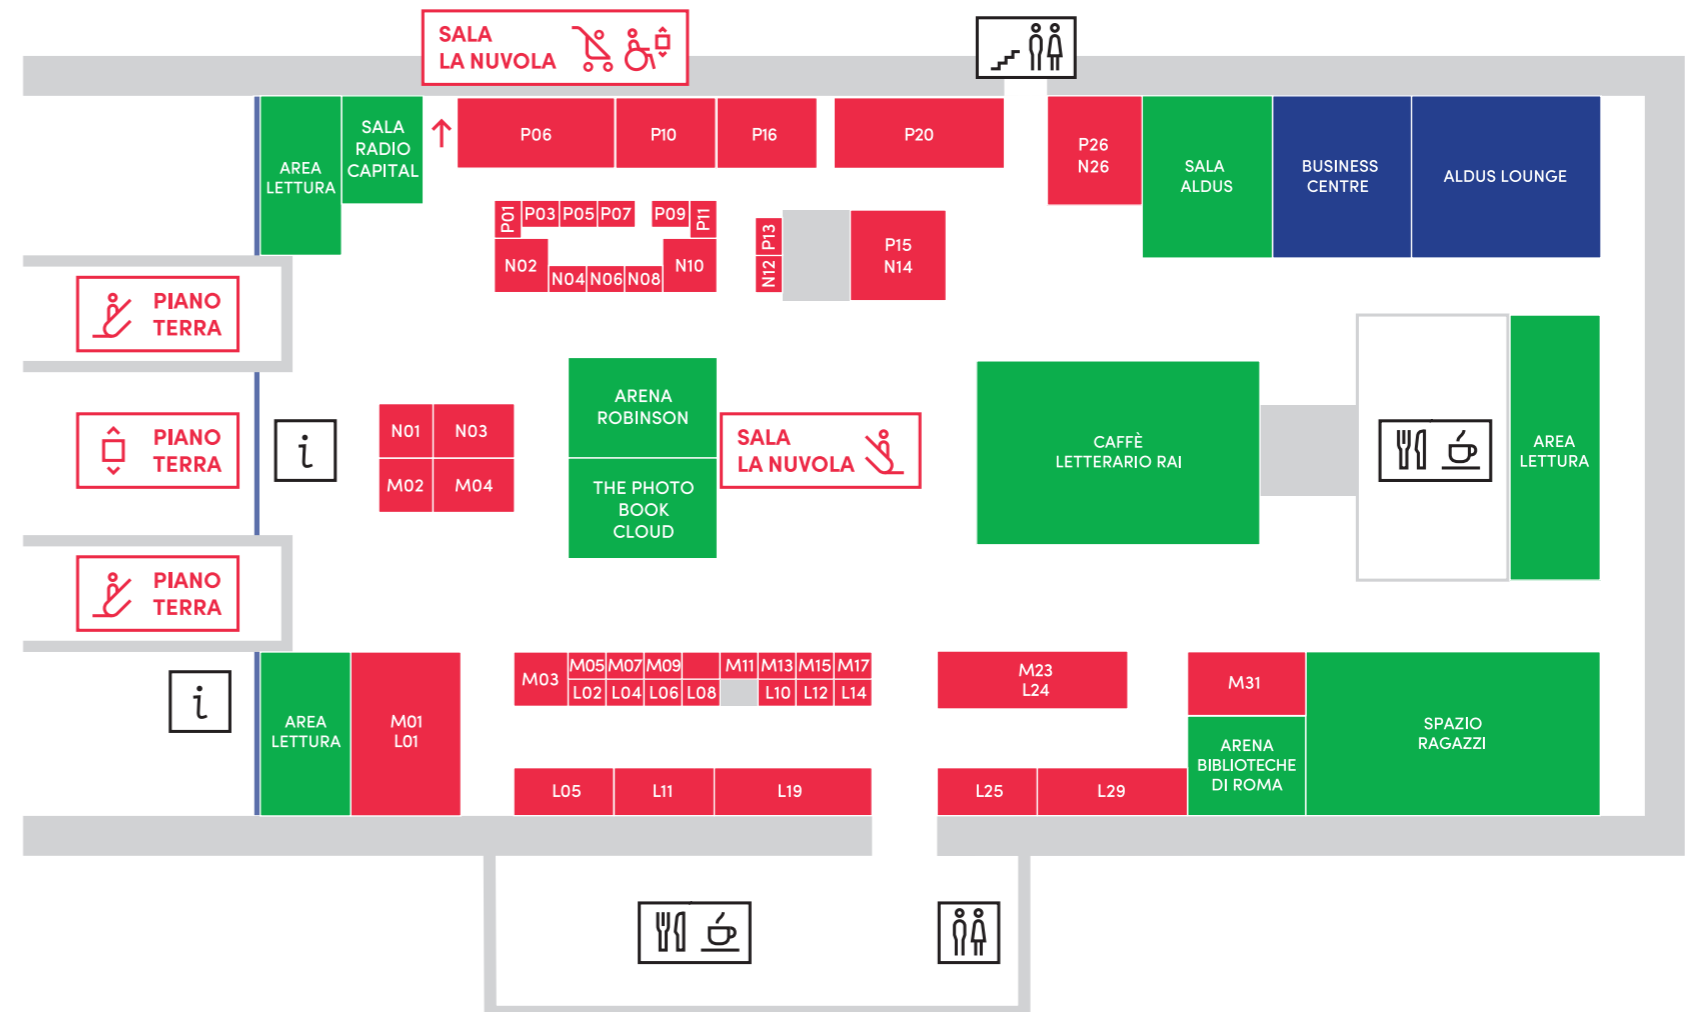 SALA
LA NUVOLA
AREA
LETTURA
SALA
RADIO
CAPITAL
P06
P10
P16
P20
P26
N26
SALA
ALDUS
BUSINESS
CENTRE
ALDUS LOUNGE
P01
P03
P05
P07
P09
P11
N02
N04
N06
N08
N10
P13
N12
P15
N14
PIANO
TERRA
PIANO
TERRA
PIANO
TERRA
i
N01
N03
M02
M04
ARENA
ROBINSON
THE PHOTO
BOOK
CLOUD
SALA
LA NUVOLA
CAFFÈ
LETTERARIO RAI
AREA
LETTURA
i
AREA
LETTURA
M01
L01
M03
M05
M07
M09
M11
M13
M15
M17
L02
L04
L06
L08
L10
L12
L14
M23
L24
M31
ARENA
BIBLIOTECHE
DI ROMA
SPAZIO
RAGAZZI
L05
L11
L19
L25
L29